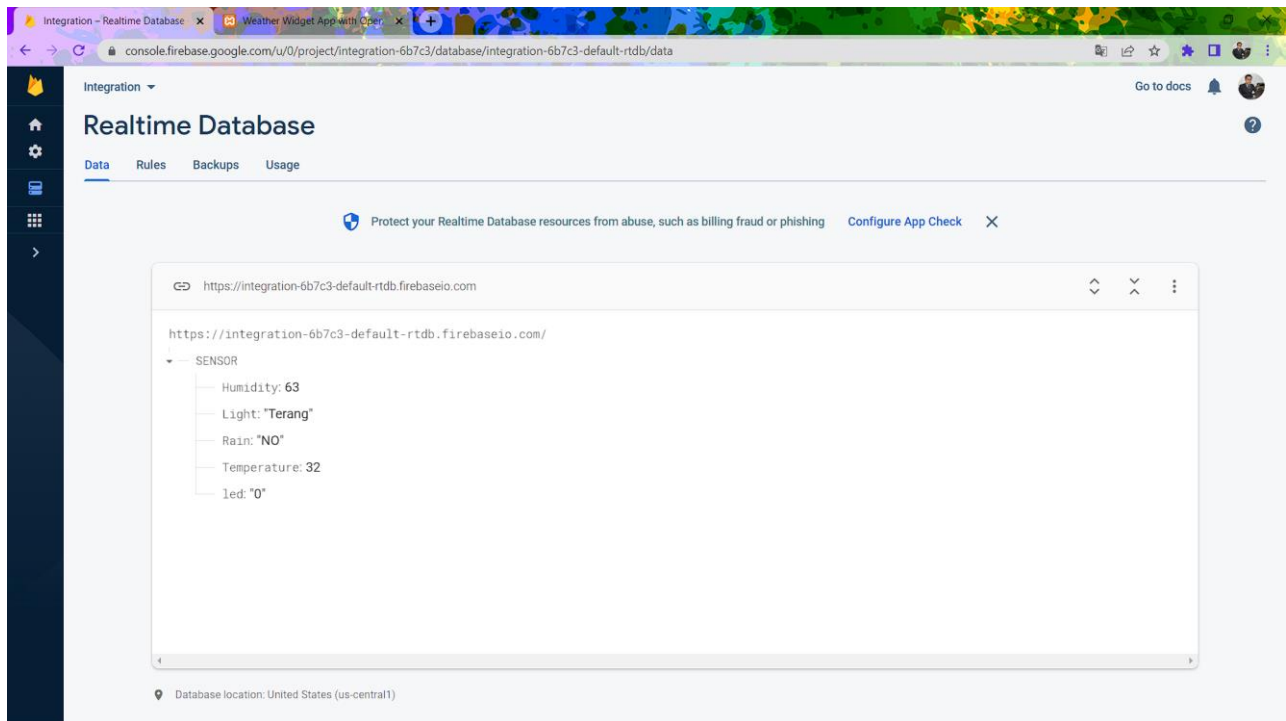 Integration – Realtime Database
Weather Widget App with Oper
console.firebase.google.com/u/0/project/integration-6b7c3/database/integration-6b7c3-default-rtdb/data
Integration
Go to docs
Realtime Database
Data Rules Backups Usage
Protect your Realtime Database resources from abuse, such as billing fraud or phishing Configure App Check
https://integration-6b7c3-default-rtdb.firebaseio.com
https://integration-6b7c3-default-rtdb.firebaseio.com/
SENSOR
Humidity: 63
Light: "Terang"
Rain: "NO"
Temperature: 32
led: "0"
Database location: United States (us-central1)